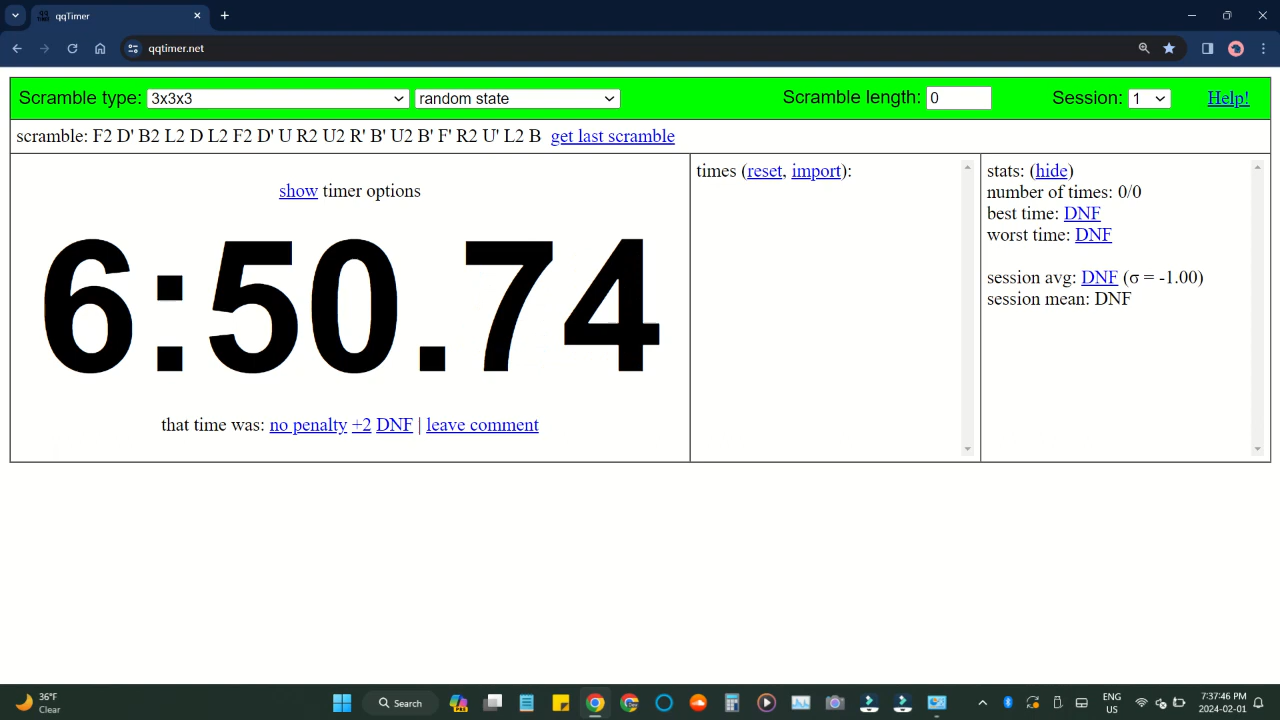 qqTimer
qqtimer.net
Scramble type: 3x3x3 random state Scramble length: 0 Session: 1 Help!
scramble: F2 D' B2 L2 D L2 F2 D' U R2 U2 R' B' U2 B' F' R2 U' L2 B get last scramble
show timer options
6:50.74
that time was: no penalty +2 DNF | leave comment
times (reset, import):
stats: (hide)
number of times: 0/0
best time: DNF
worst time: DNF
session avg: DNF (σ = -1.00)
session mean: DNF
36°F
Clear
Search
ENG
US
7:37:46 PM
2024-02-01